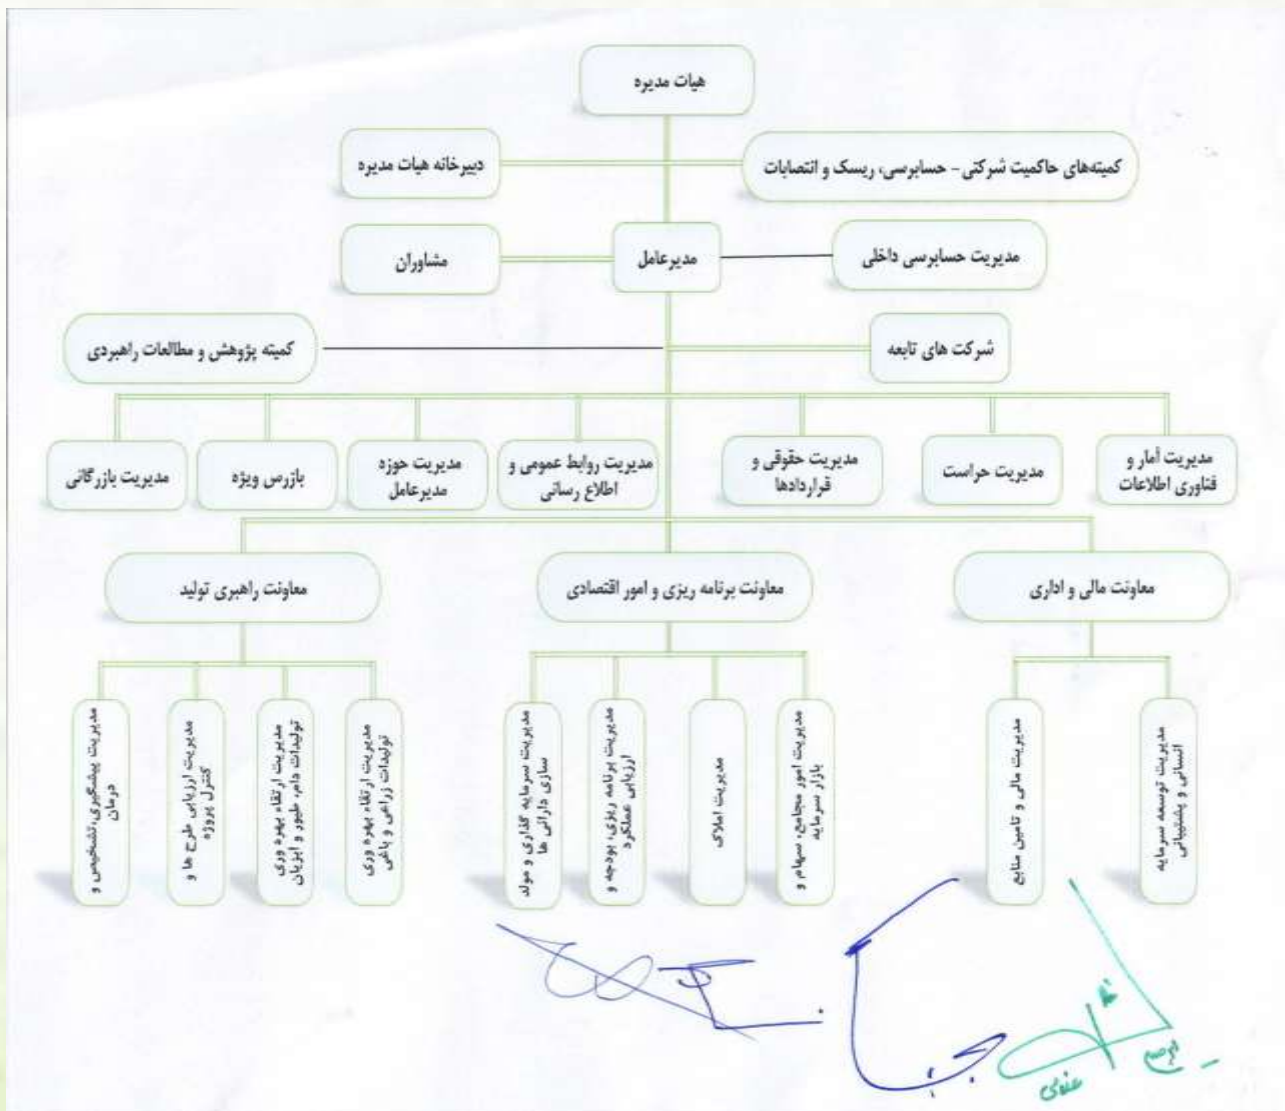 هیات مدیره
کمیته‌های حاکمیت شرکتی- حسابرسی، ریسک و انتصابات
دبیرخانه هیات مدیره
مدیریت حسابرسی داخلی
مدیرعامل
مشاوران
شرکت های تابعه
کمیته پژوهش و مطالعات راهبردی
مدیریت آمار و
فناوری اطلاعات
مدیریت حراست
مدیریت حقوقی و
قراردادها
مدیریت روابط عمومی و
اطلاع رسانی
مدیریت حوزه
مدیرعامل
بازرس ویژه
مدیریت بازرگانی
معاونت مالی و اداری
معاونت برنامه ریزی و امور اقتصادی
معاونت راهبری تولید
مدیریت توسعه سرمایه
انسانی و پشتیبانی
مدیریت مالی و تامین منابع
مدیریت امور مجامع، سهام و
بازار سرمایه
مدیریت املاک
مدیریت برنامه ریزی، بودجه و
ارزیابی عملکرد
مدیریت سرمایه گذاری و مولد
سازی دارائی ها
مدیریت ارتقاء بهره وری
تولیدات زراعی و باغی
مدیریت ارتقاء بهره وری
تولیدات دام، طیور و آبزیان
مدیریت ارزیابی طرح ها و
کنترل پروژه
مدیریت پیشگیری،تشخیص و
درمان